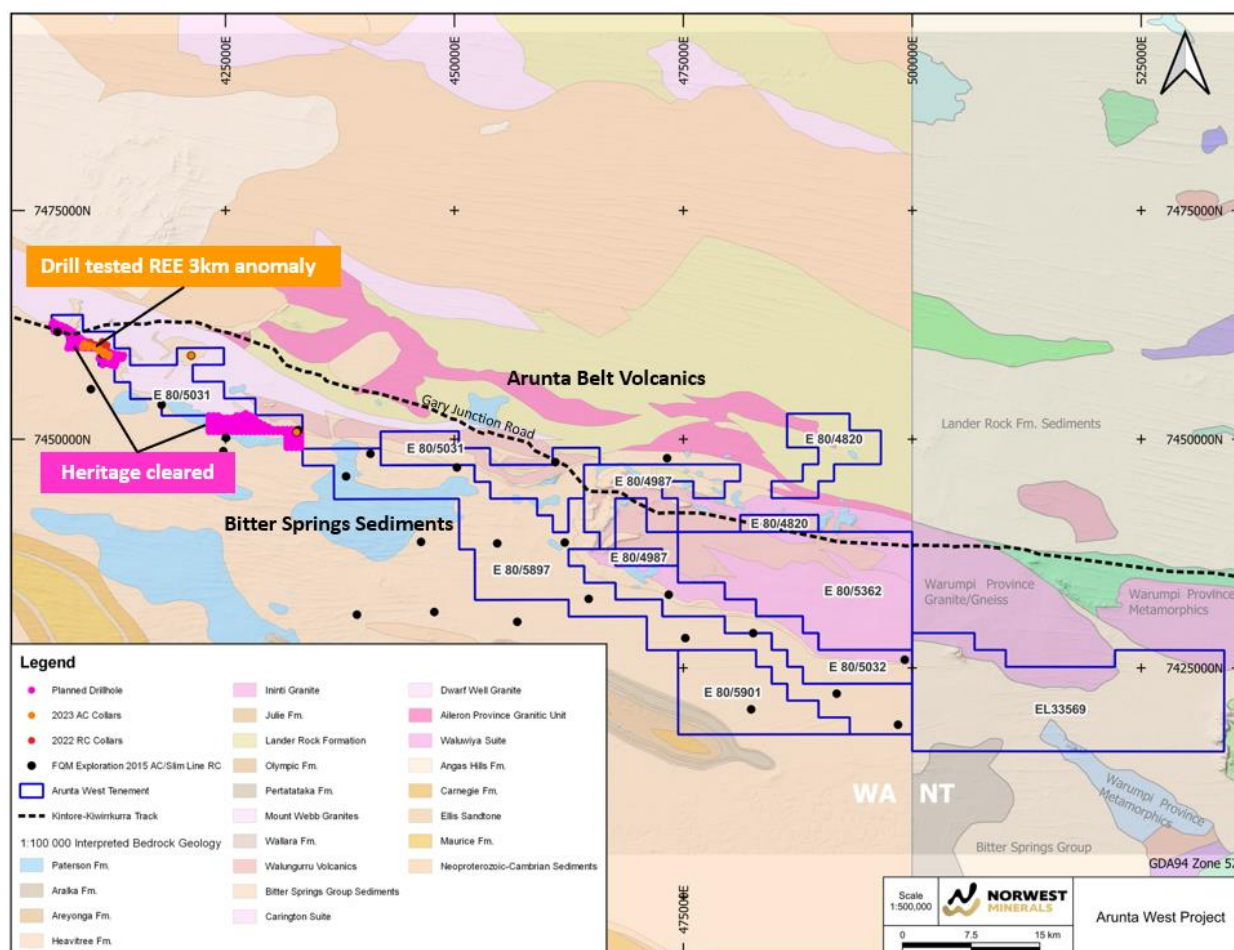 4250000E
4500000E
4750000E
5000000E
5250000E
7475000N
7475000N
Drill tested REE 3km anomaly
Arunta Belt Volcanics
E 80/5031
Gary Junction Road
E 80/4820
Lander Rock Fm. Sediments
7450000N
7450000N
E 80/5031
Heritage cleared
E 80/4987
Bitter Springs Sediments
E 80/4820
E 80/4987
E 80/5897
E 80/5362
Warumpi Province
Granite/Gneiss
Warumpi Province
Metamorphics
7425000N
E 80/5032
E 80/5901
EL33569
WA NT
Warumpi Province
Metamorphics
Bitter Springs Group
GDA94 Zone 52
Legend
Planned Drillhole
2023 AC Collars
2022 RC Collars
FQM Exploration 2015 AC/Slim Line RC
Arunta West Tenement
Kintore-Kiwirrkurra Track
1:100 000 Interpreted Bedrock Geology
Paterson Fm.
Aralka Fm.
Areyonga Fm.
Heavitree Fm.
Ininti Granite
Julie Fm.
Lander Rock Formation
Olympic Fm.
Pertatataka Fm.
Mount Webb Granites
Wallara Fm.
Walungurru Volcanics
Bitter Springs Group Sediments
Carington Suite
Dwarf Well Granite
Aileron Province Granitic Unit
Waluwiya Suite
Angas Hills Fm.
Carnegie Fm.
Ellis Sandtone
Maurice Fm.
Neoproterozoic-Cambrian Sediments
4750000E
Scale
1:500,000
NORWEST
MINERALS
0 7.5 15 km
Arunta West Project